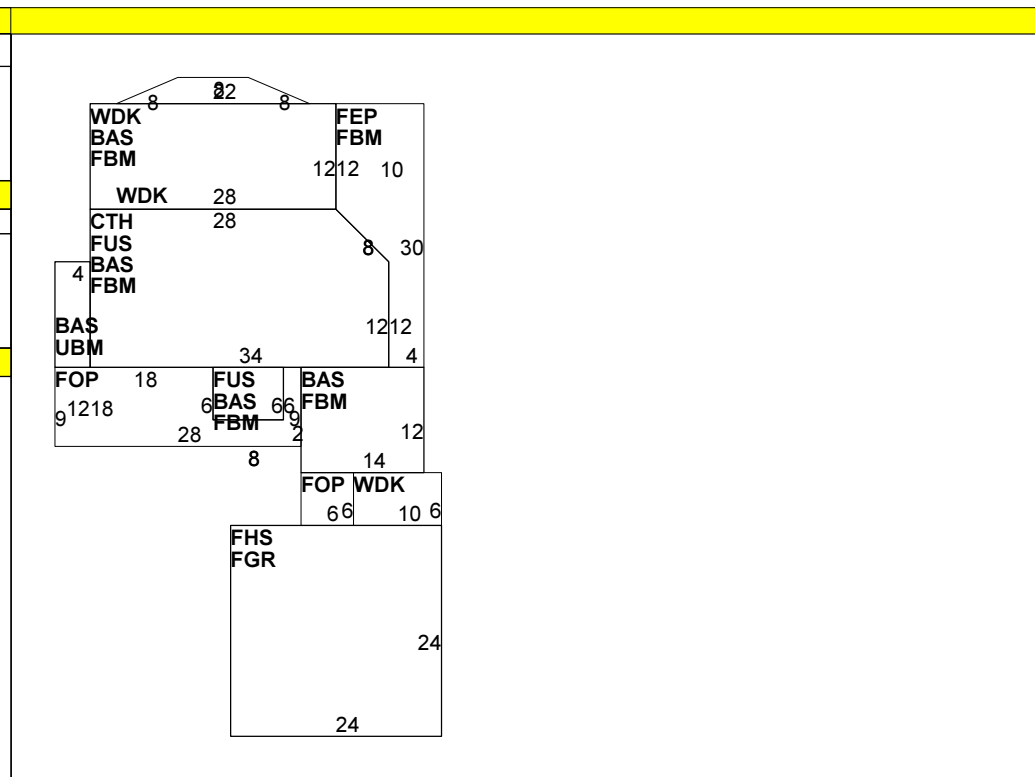 8 22 8
8
WDK FEP
BAS FBM
FBM
12 12 10
WDK 28
CTH 28
FUS 8 30
BAS
FBM
4
BAS 12 12
UBM
34 4
FOP 18 FUS BAS
BAS FBM
9 12 18 6 6 6
FBM 9
28 2 12
8 14
FOP WDK
6 6 10 6
FHS
FGR
24
24